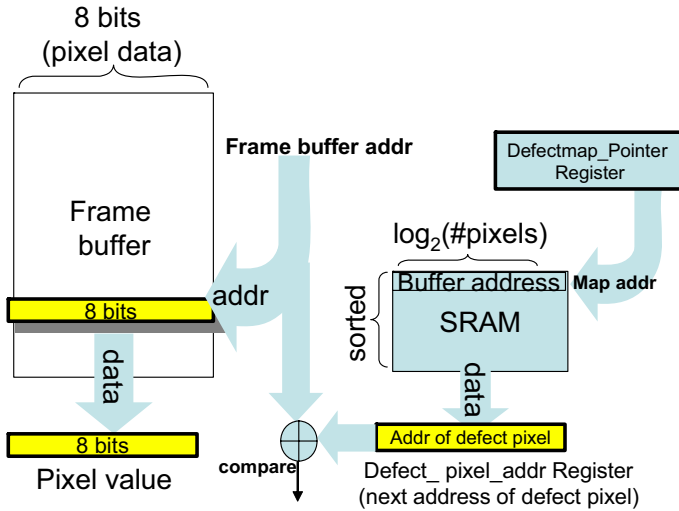 8 bits
(pixel data)
Frame buffer addr
Defectmap_Pointer
Register
Frame
buffer
log2(#pixels)
addr
Buffer address
Map addr
8 bits
sorted
SRAM
data
data
8 bits
Addr of defect pixel
Pixel value
compare
Defect_ pixel_addr Register
(next address of defect pixel)